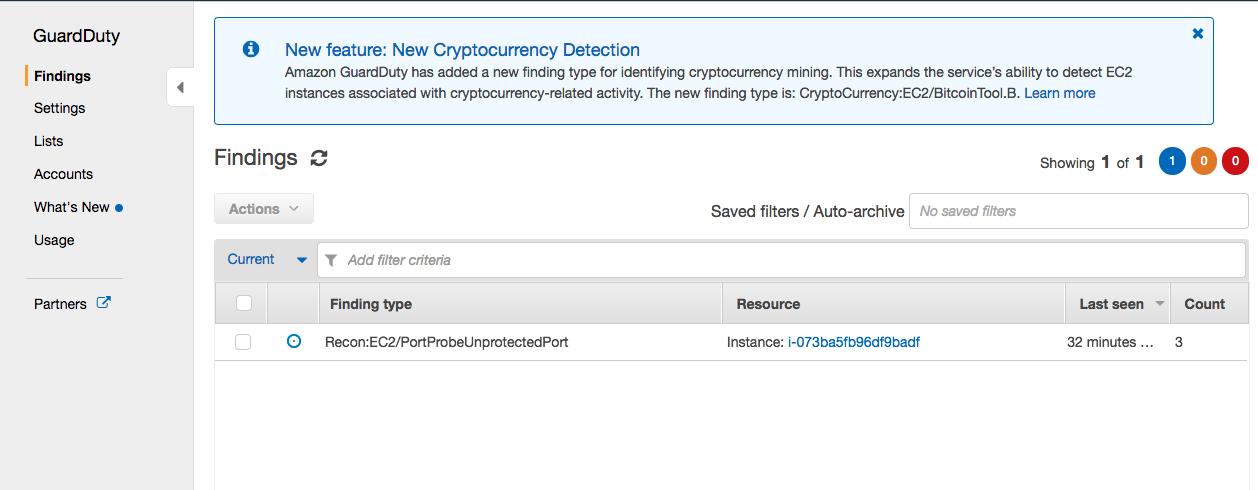 GuardDuty
Findings
Settings
Lists
Accounts
What's New
Usage
Partners
New feature: New Cryptocurrency Detection
Amazon GuardDuty has added a new finding type for identifying cryptocurrency mining. This expands the service's ability to detect EC2
instances associated with cryptocurrency-related activity. The new finding type is: CryptoCurrency:EC2/BitcoinTool.B. Learn more
Findings
Showing 1 of 1 1 0 0
Actions
Saved filters / Auto-archive No saved filters
Current Add filter criteria
Finding type Resource Last seen Count
Recon:EC2/PortProbeUnprotectedPort Instance: i-073ba5fb96df9badf 32 minutes ... 3